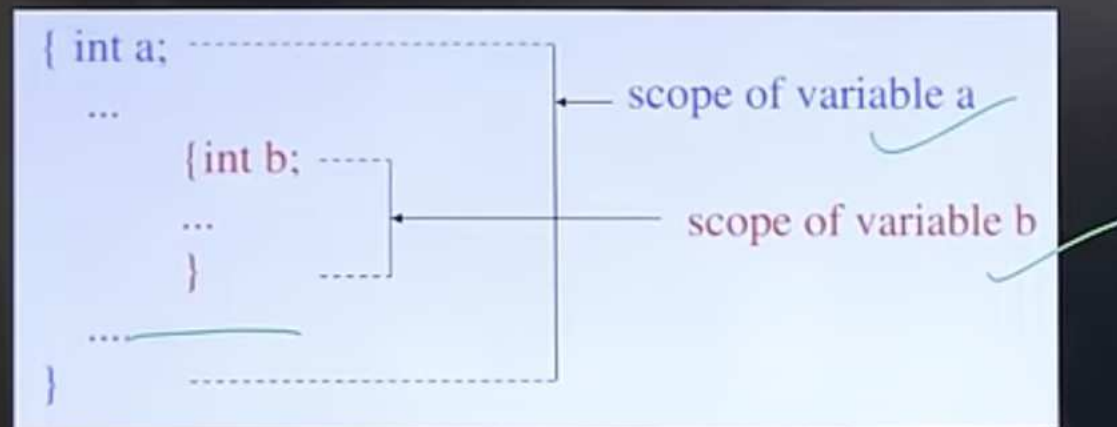 { int a;
scope of variable a
...
{int b;
...
scope of variable b
}
....
}